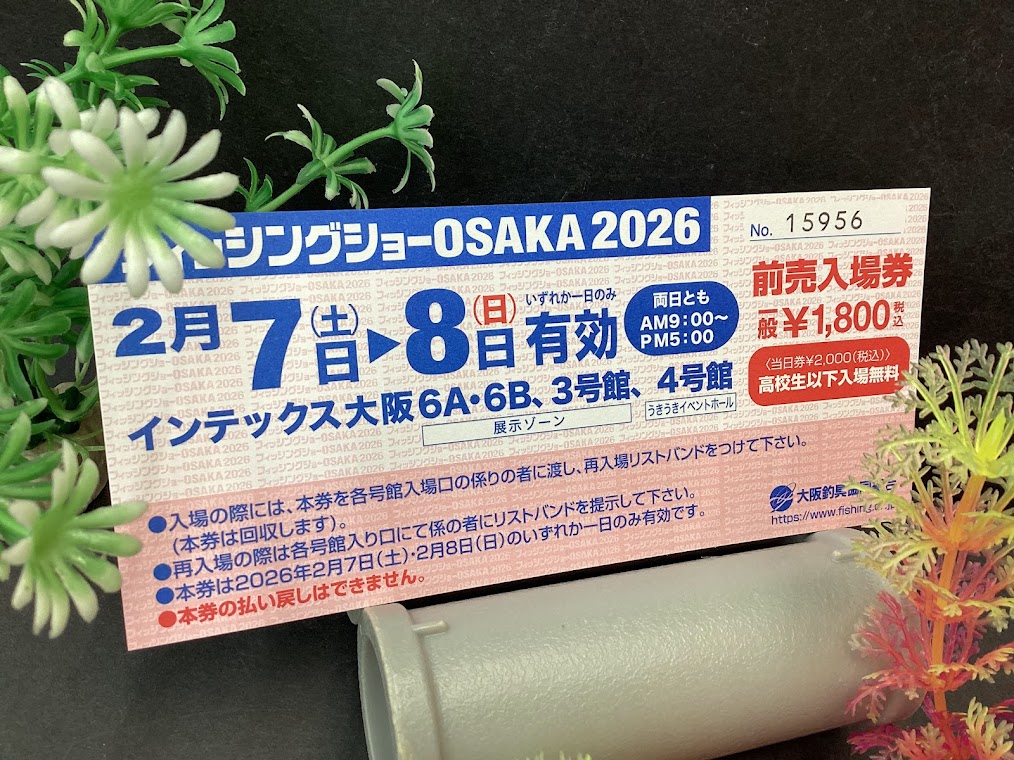 フィッシングショーOSAKA 2026
No. 15956
前売入場券
一般 ¥1,800 税込
〈当日券¥2,000(税込)〉
高校生以下入場無料
2月7日(土)▶8日(日)有効
いずれか一日のみ
両日とも
AM9:00〜
PM5:00
インテックス大阪6A・6B、3号館、4号館
展示ゾーン
うきうきイベントホール
●入場の際には、本券を各号館入場口の係りの者に渡し、再入場リストバンドをつけて下さい。
(本券は回収します)。
●再入場の際は各号館入り口にて係の者にリストバンドを提示して下さい。
●本券は2026年2月7日(土)・2月8日(日)のいずれか一日のみ有効です。
●本券の払い戻しはできません。
大阪釣具
https://www.fishing